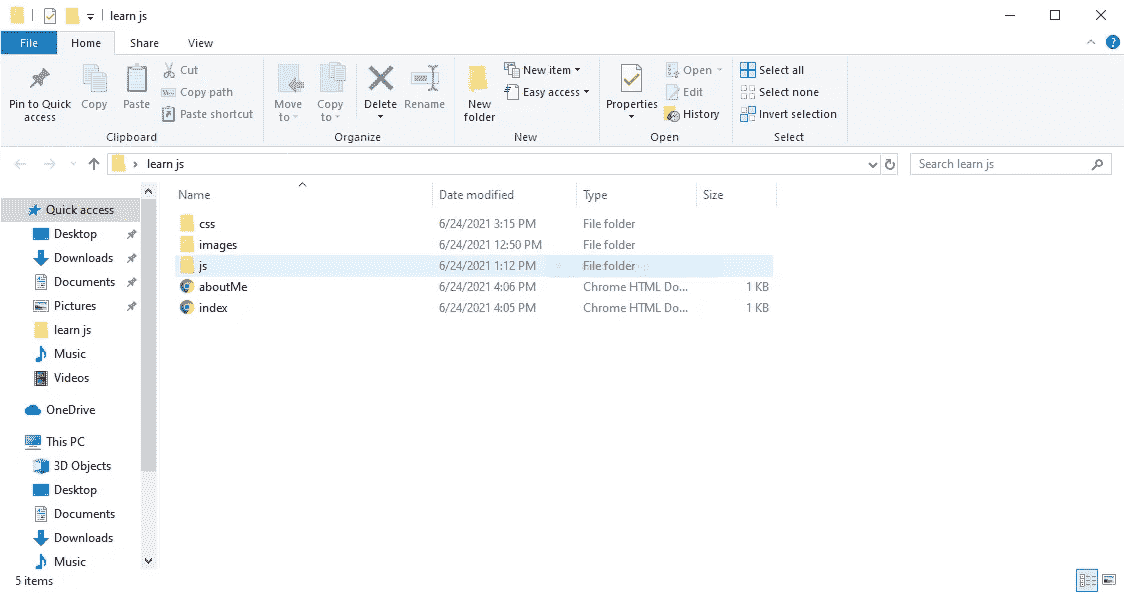 learn js
File Home Share View
Pin to Quick access
Copy
Paste
Cut
Copy path
Paste shortcut
Clipboard
Move to
Copy to
Delete
Rename
Organize
New folder
New item
Easy access
New
Properties
Open
Edit
History
Open
Select all
Select none
Invert selection
Select
learn js
Search learn js
Quick access
Desktop
Downloads
Documents
Pictures
learn js
Music
Videos
OneDrive
This PC
3D Objects
Desktop
Documents
Downloads
Music
Name Date modified Type Size
css 6/24/2021 3:15 PM File folder
images 6/24/2021 12:50 PM File folder
js 6/24/2021 1:12 PM File folder
aboutMe 6/24/2021 4:06 PM Chrome HTML Do... 1 KB
index 6/24/2021 4:05 PM Chrome HTML Do... 1 KB
5 items